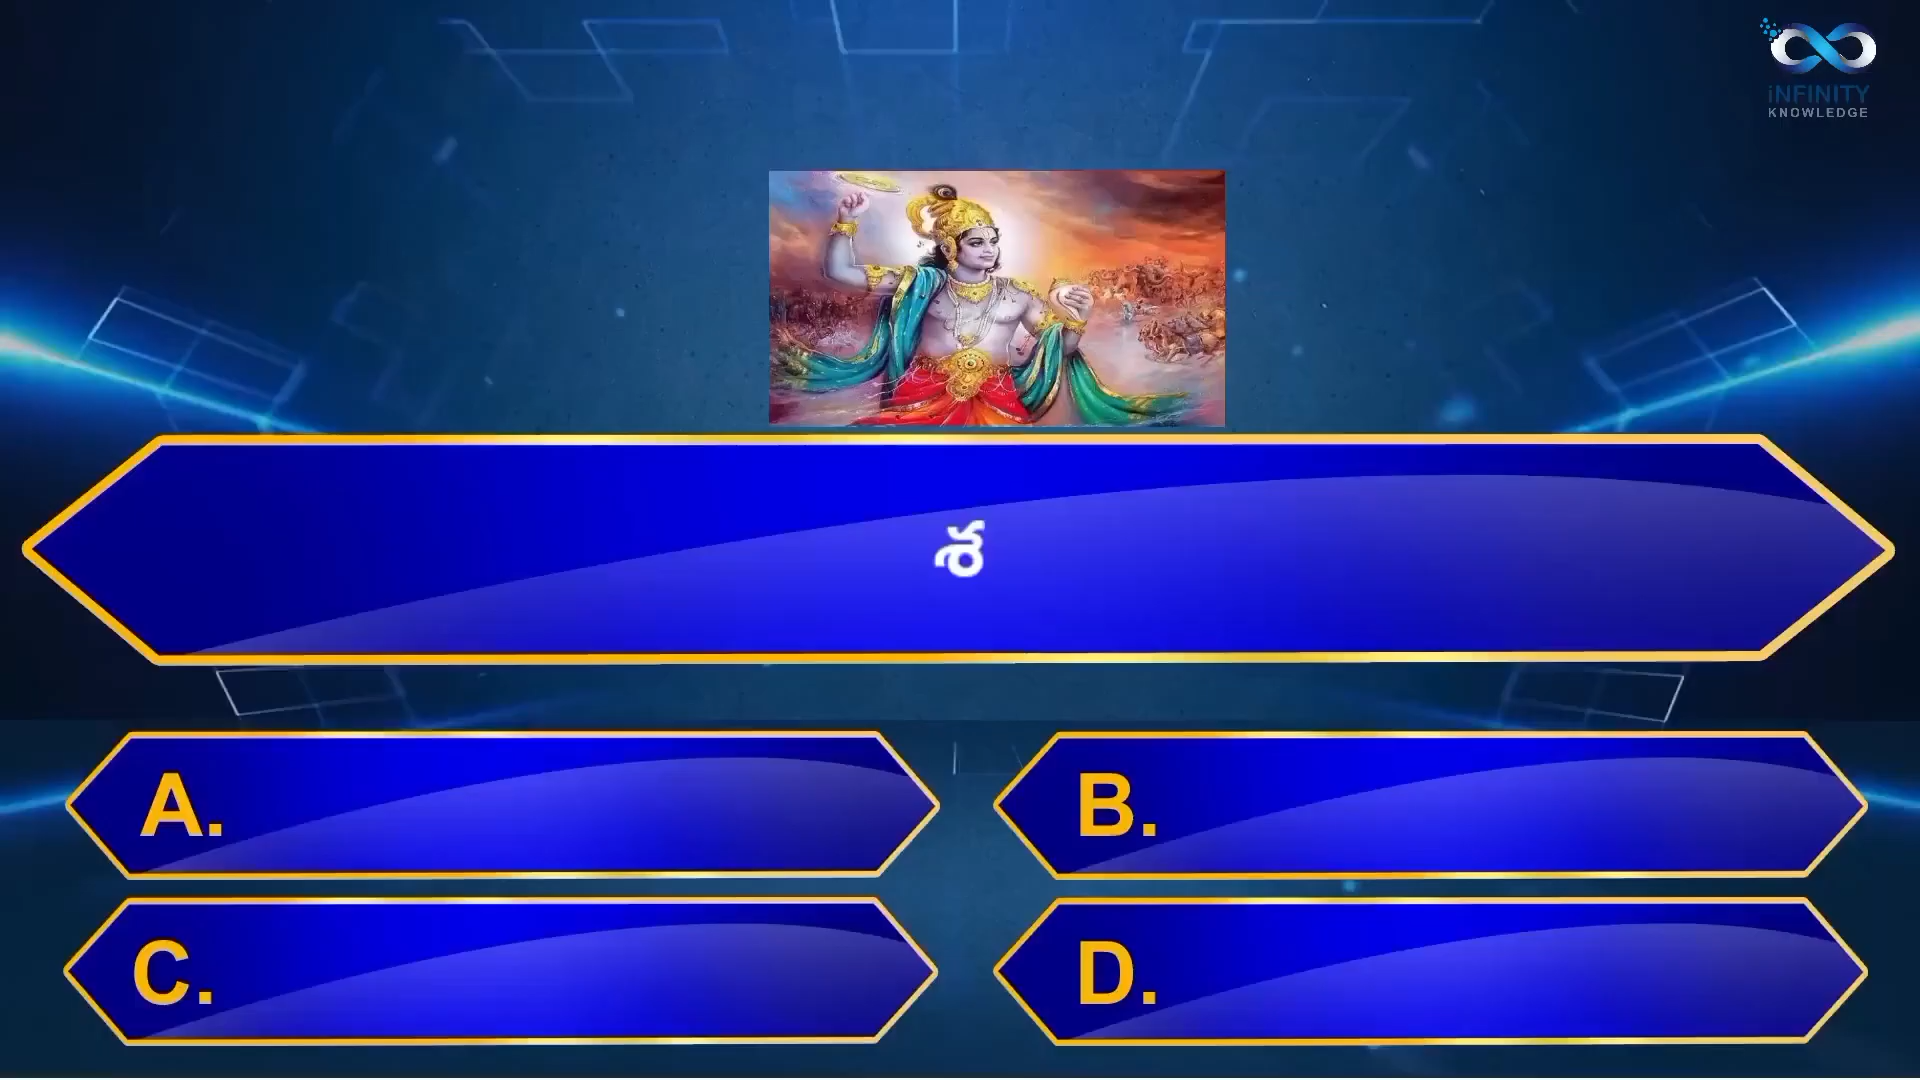 iNFINITY
KNOWLEDGE
శ
A.
B.
C.
D.